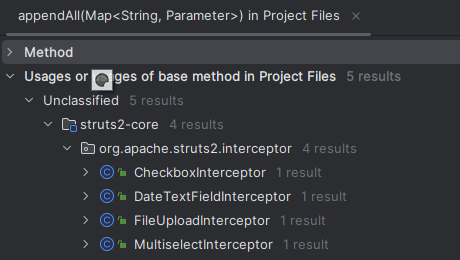 appendAll(Map<String, Parameter>) in Project Files
Method
Usages or ges of base method in Project Files 5 results
Unclassified 5 results
struts2-core 4 results
org.apache.struts2.interceptor 4 results
CheckboxInterceptor 1 result
DateTextFieldInterceptor 1 result
FileUploadInterceptor 1 result
MultiselectInterceptor 1 result